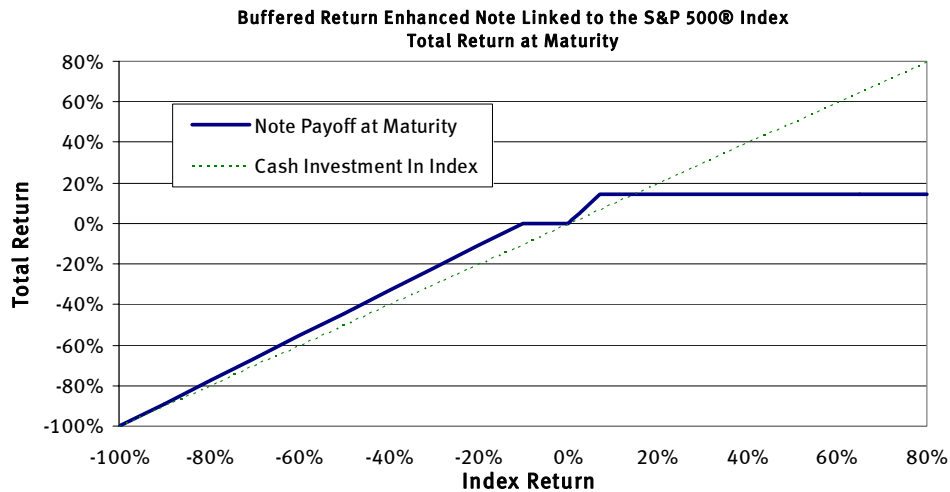 Buffered Return Enhanced Note Linked to the S&P 500® Index
Total Return at Maturity
80%
60%
40%
20%
0%
-20%
-40%
-60%
-80%
-100%
Note Payoff at Maturity
Cash Investment In Index
Total Return
-100% -80% -60% -40% -20% 0% 20% 40% 60% 80%
Index Return